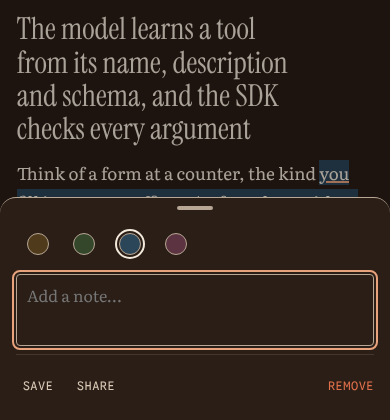 The model learns a tool
from its name, description
and schema, and the SDK
checks every argument
Think of a form at a counter, the kind you
Add a note...
SAVE SHARE REMOVE